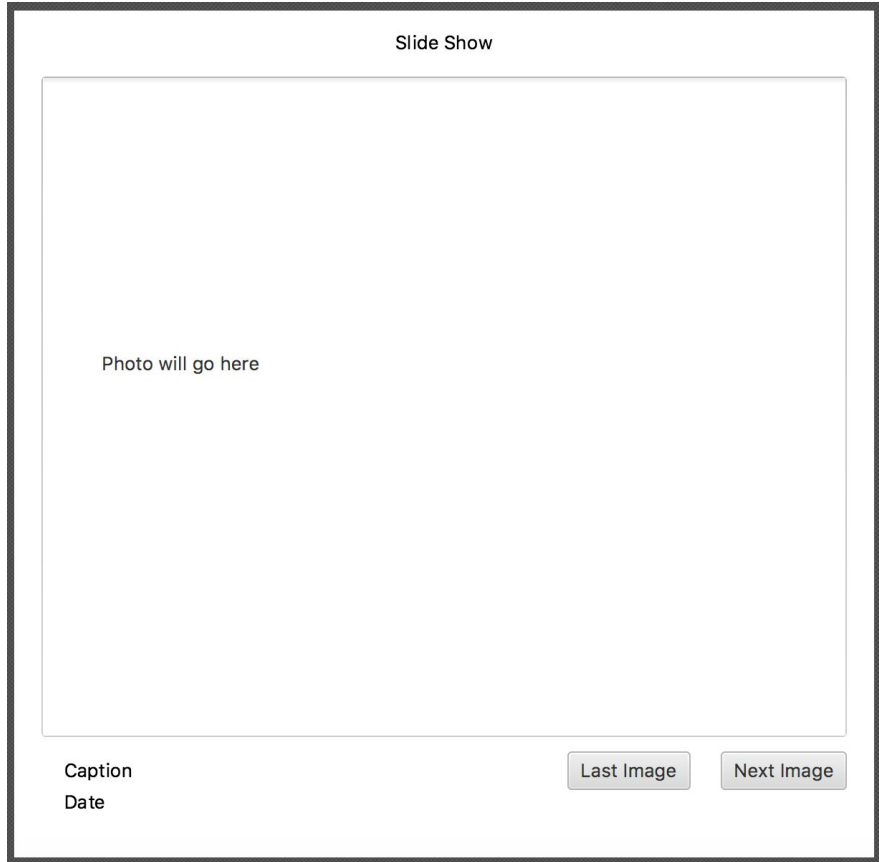 Slide Show
Photo will go here
Caption
Last Image
Next Image
Date